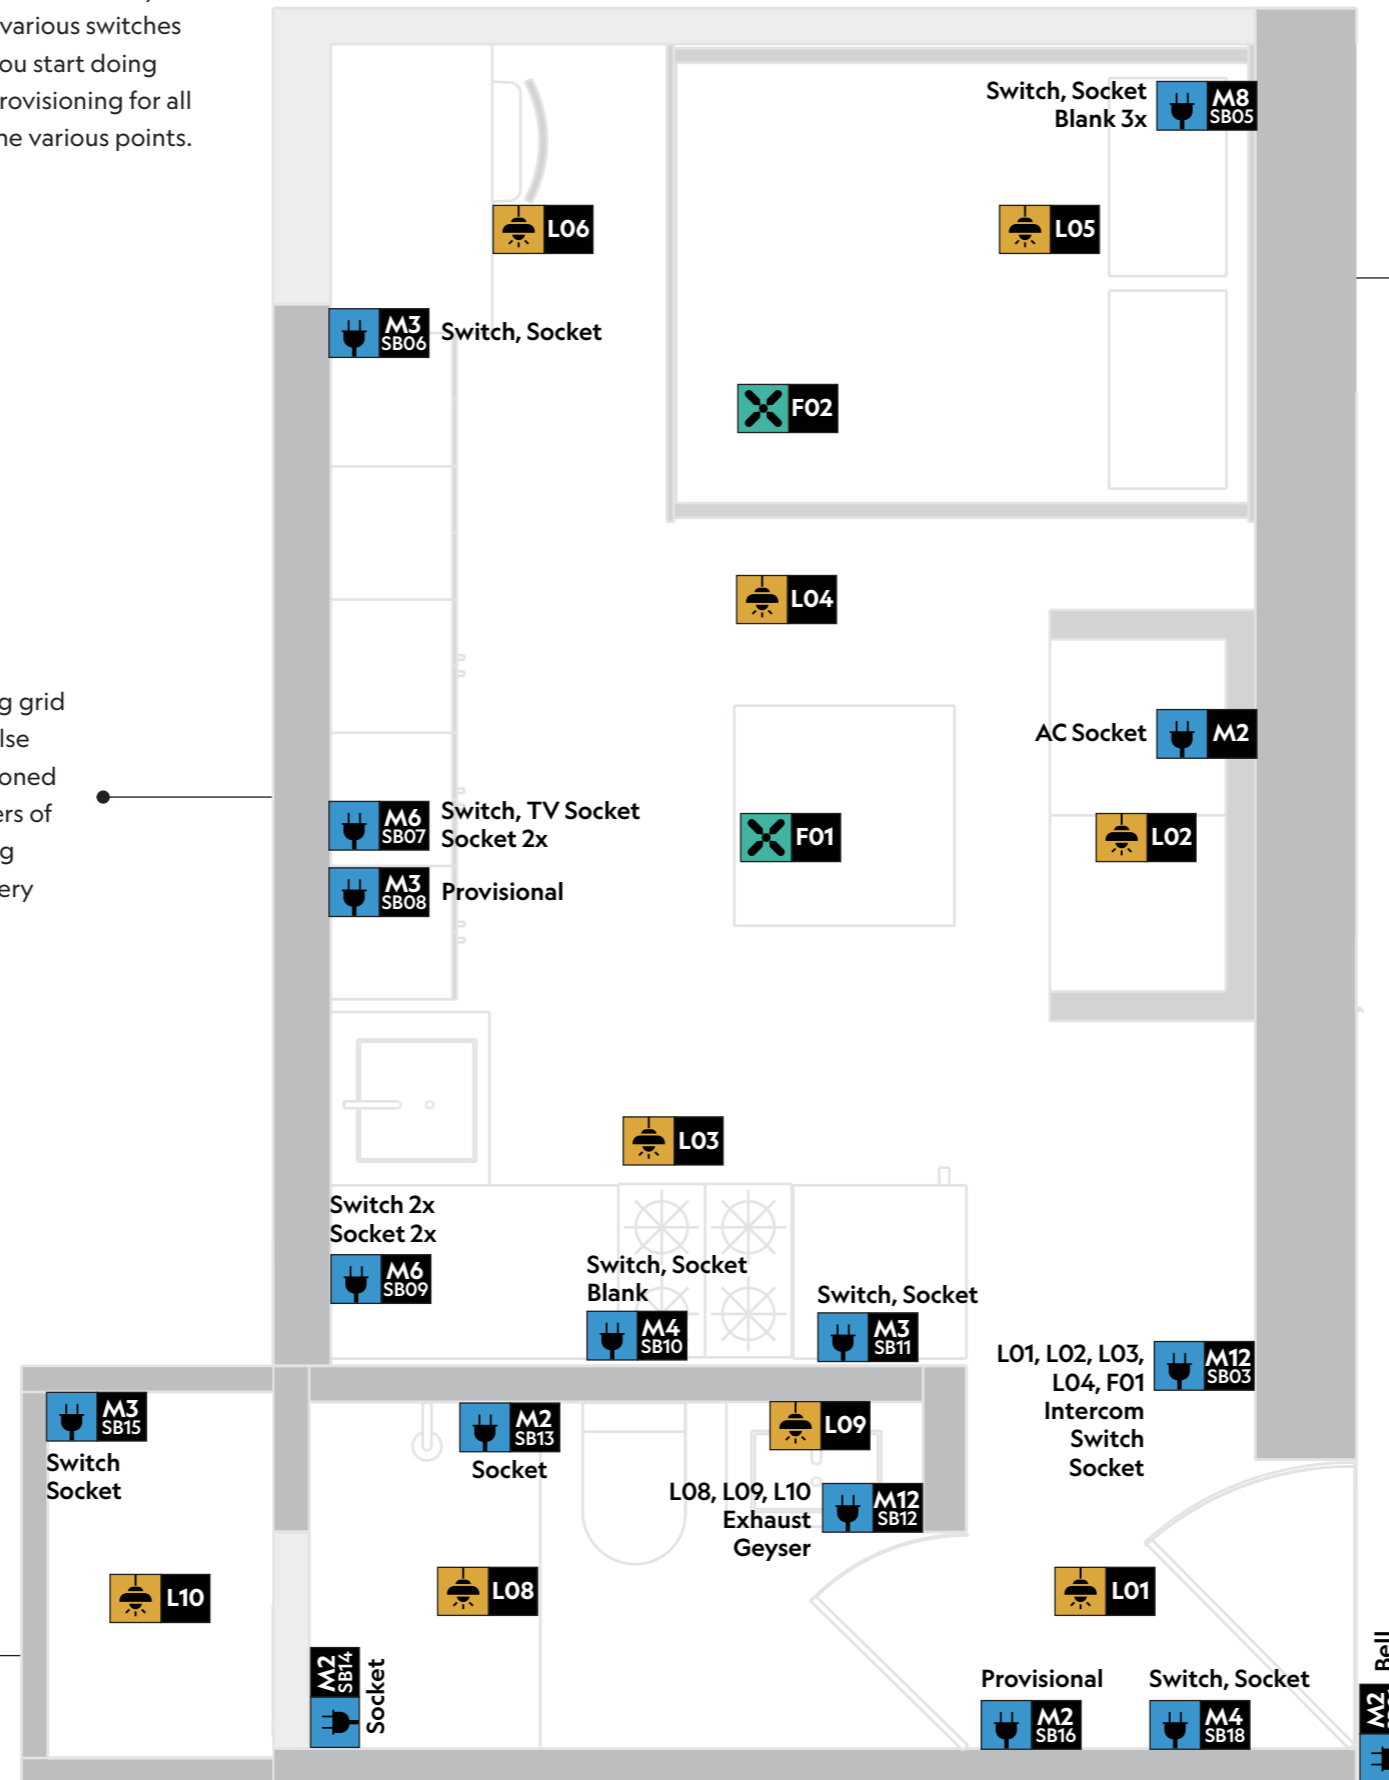 various switches
ou start doing
rovisioning for all
ne various points.
Switch, Socket
Blank 3x
M8
SB05
L06
L05
M3
SB06
Switch, Socket
F02
L04
g grid
lse
oned
ers of
g
ery
AC Socket
M2
M6
SB07
Switch, TV Socket
Socket 2x
F01
L02
M3
SB08
Provisional
L03
Switch 2x
Socket 2x
M6
SB09
Switch, Socket
Blank
M4
SB10
Switch, Socket
M3
SB11
L01, L02, L03,
L04, F01
Intercom
Switch
Socket
M12
SB03
M3
SB15
Switch
Socket
M2
SB13
Socket
L09
L08, L09, L10
Exhaust
Geyser
M12
SB12
L10
L08
L01
M2
SB14
Socket
Provisional
M2
SB16
Switch, Socket
M4
SB18
Bell
M2